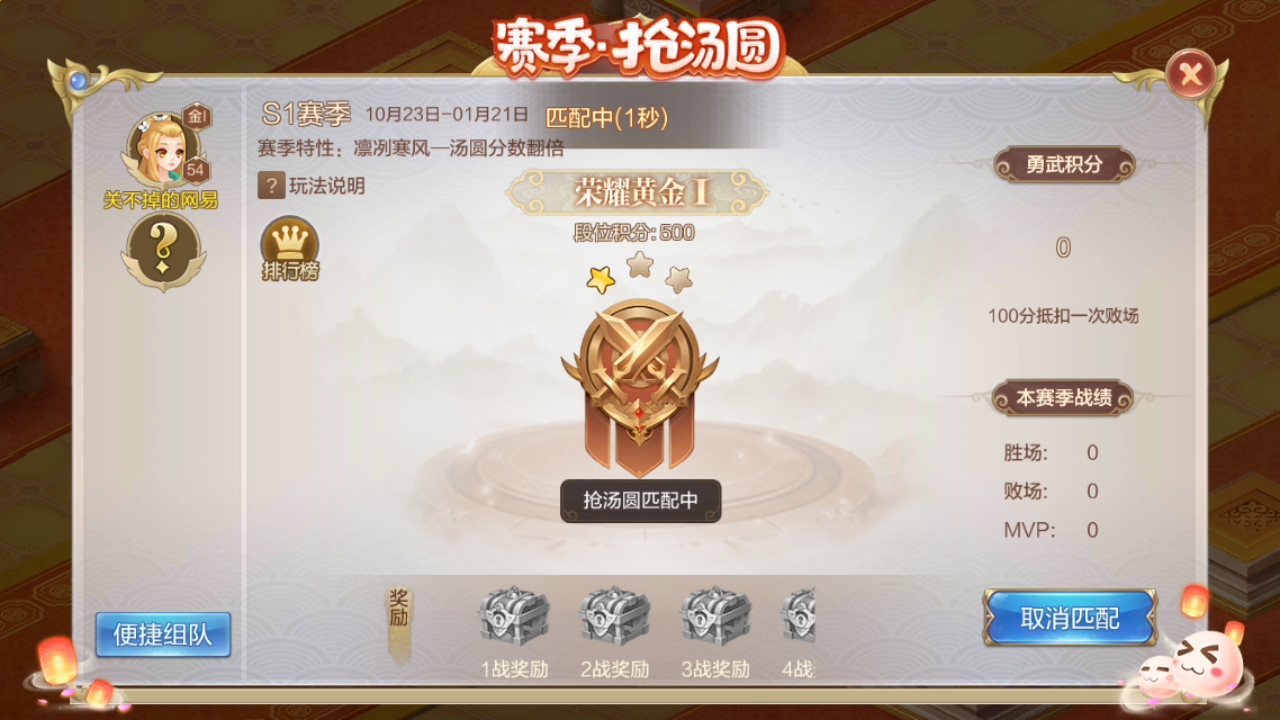 赛季·抢汤圆
S1赛季 10月23日-01月21日 匹配中(1秒)
赛季特性：凛冽寒风—汤圆分数翻倍
? 玩法说明
金I
54
关不掉的网易
排行榜
荣耀黄金 I
段位积分:500
抢汤圆匹配中
勇武积分
0
100分抵扣一次败场
本赛季战绩
胜场: 0
败场: 0
MVP: 0
奖励
1战奖励 2战奖励 3战奖励 4战
便捷组队
取消匹配